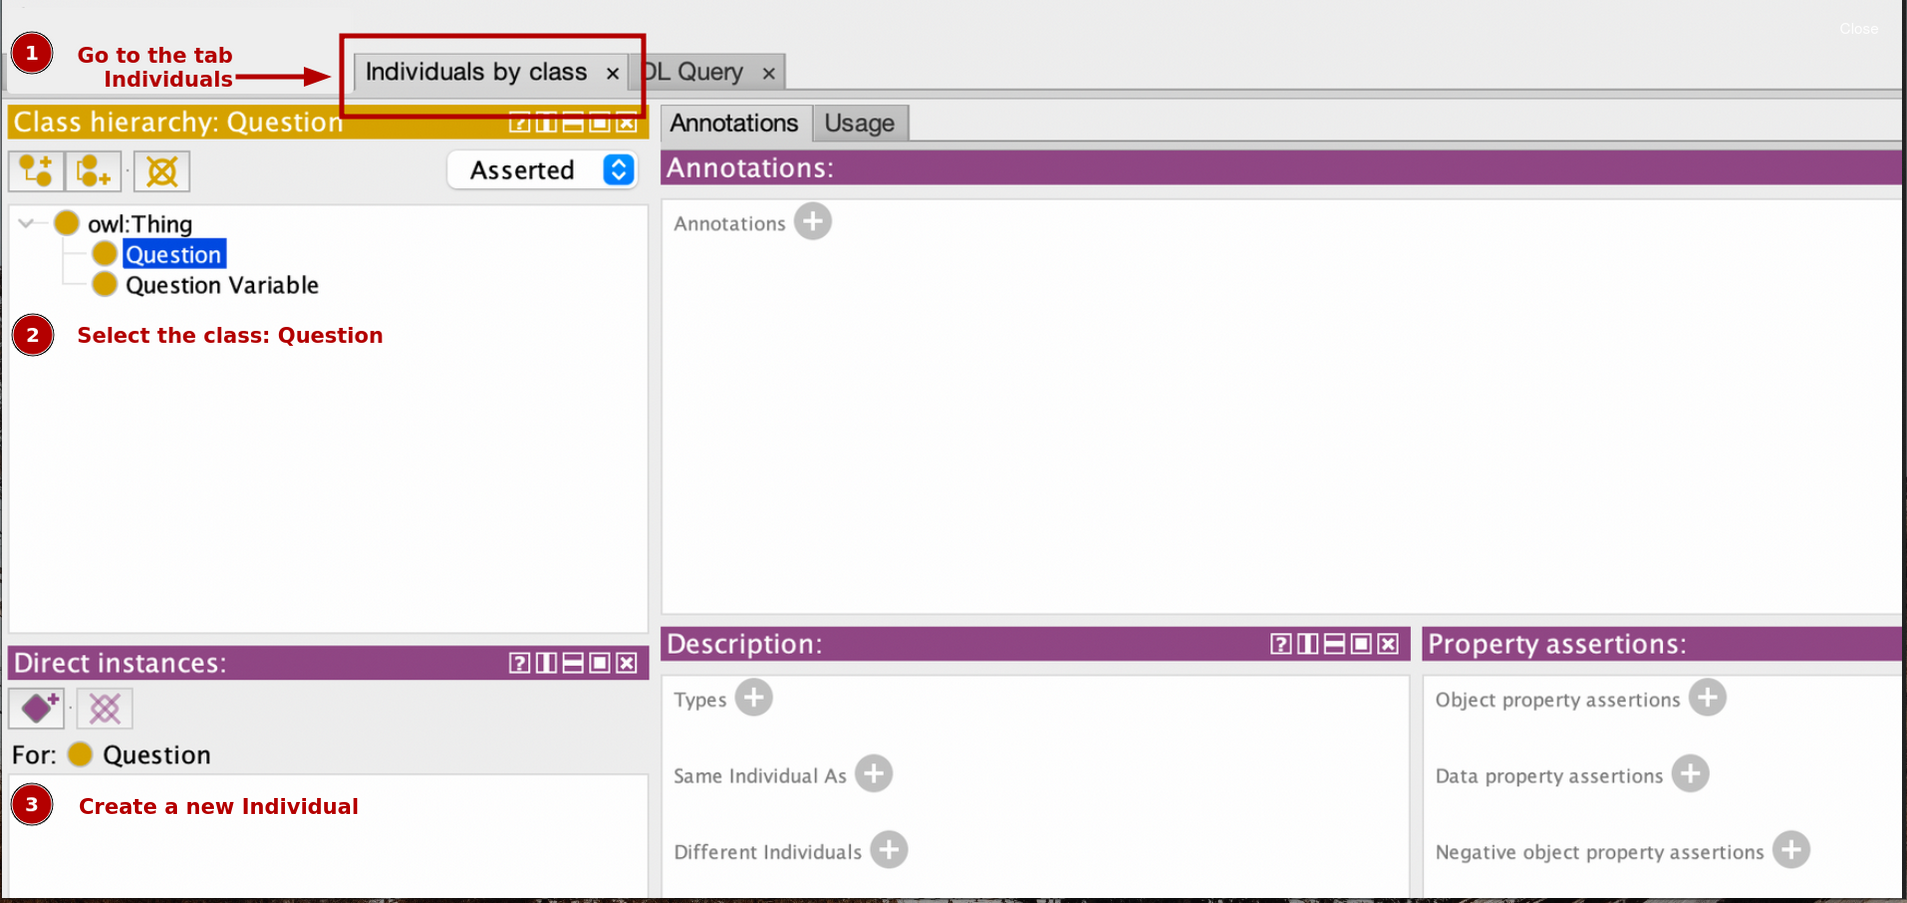 Close
1 Go to the tab
Individuals
Individuals by class × DL Query ×
Class hierarchy: Question
Asserted
owl:Thing
Question
Question Variable
2 Select the class: Question
Direct instances:
For: Question
3 Create a new Individual
Annotations Usage
Annotations:
Annotations
Description:
Types
Same Individual As
Different Individuals
Property assertions:
Object property assertions
Data property assertions
Negative object property assertions